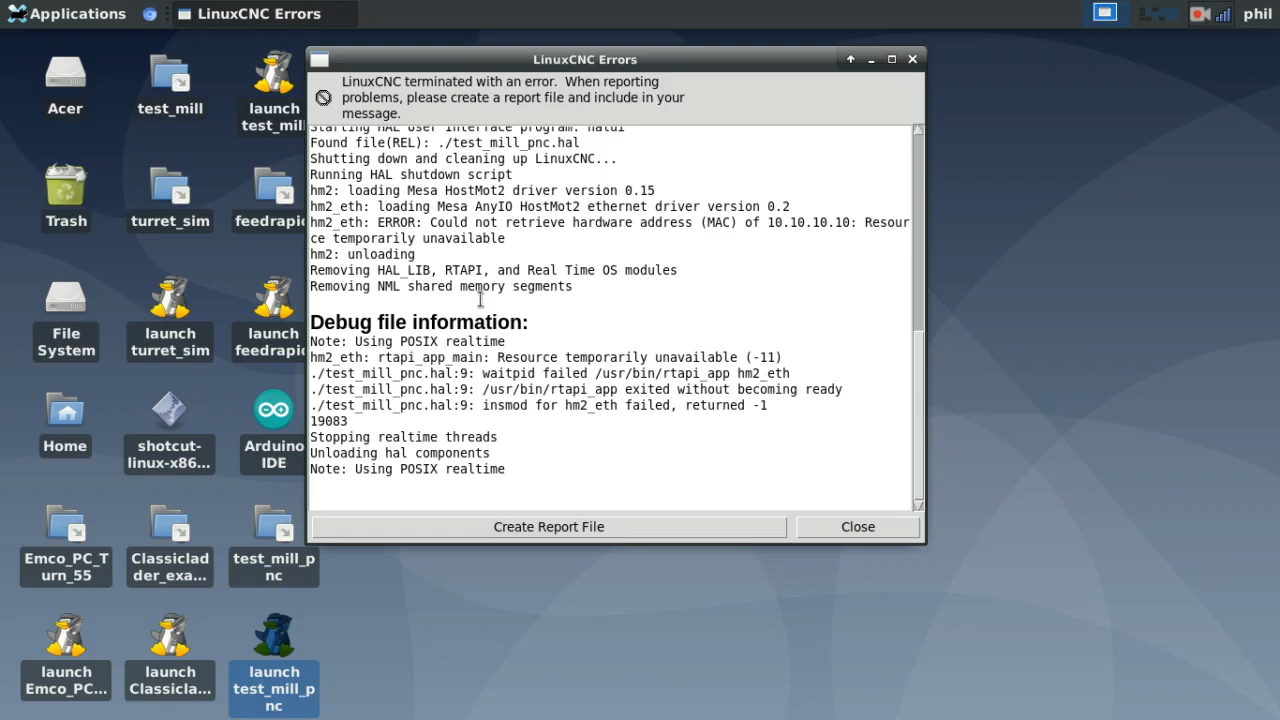 Applications
LinuxCNC Errors
phil
Acer
test_mill
launch
test_mill
Trash
turret_sim
feedrapid
File
System
launch
turret_sim
launch
feedrapid
Home
shotcut-
linux-x86...
Arduino
IDE
Emco_PC_T
urn_55
Classiclad
der_exa...
test_mill_p
nc
launch
Emco_PC...
launch
Classicla...
launch
test_mill_p
nc
LinuxCNC Errors
LinuxCNC terminated with an error. When reporting
problems, please create a report file and include in your
message.
Starting HAL User Interface program: halui
Found file(REL): ./test_mill_pnc.hal
Shutting down and cleaning up LinuxCNC...
Running HAL shutdown script
hm2: loading Mesa HostMot2 driver version 0.15
hm2_eth: loading Mesa AnyIO HostMot2 ethernet driver version 0.2
hm2_eth: ERROR: Could not retrieve hardware address (MAC) of 10.10.10.10: Resour
ce temporarily unavailable
hm2: unloading
Removing HAL_LIB, RTAPI, and Real Time OS modules
Removing NML shared memory segments
Debug file information:
Note: Using POSIX realtime
hm2_eth: rtapi_app_main: Resource temporarily unavailable (-11)
./test_mill_pnc.hal:9: waitpid failed /usr/bin/rtapi_app hm2_eth
./test_mill_pnc.hal:9: /usr/bin/rtapi_app exited without becoming ready
./test_mill_pnc.hal:9: insmod for hm2_eth failed, returned -1
19083
Stopping realtime threads
Unloading hal components
Note: Using POSIX realtime
Create Report File
Close